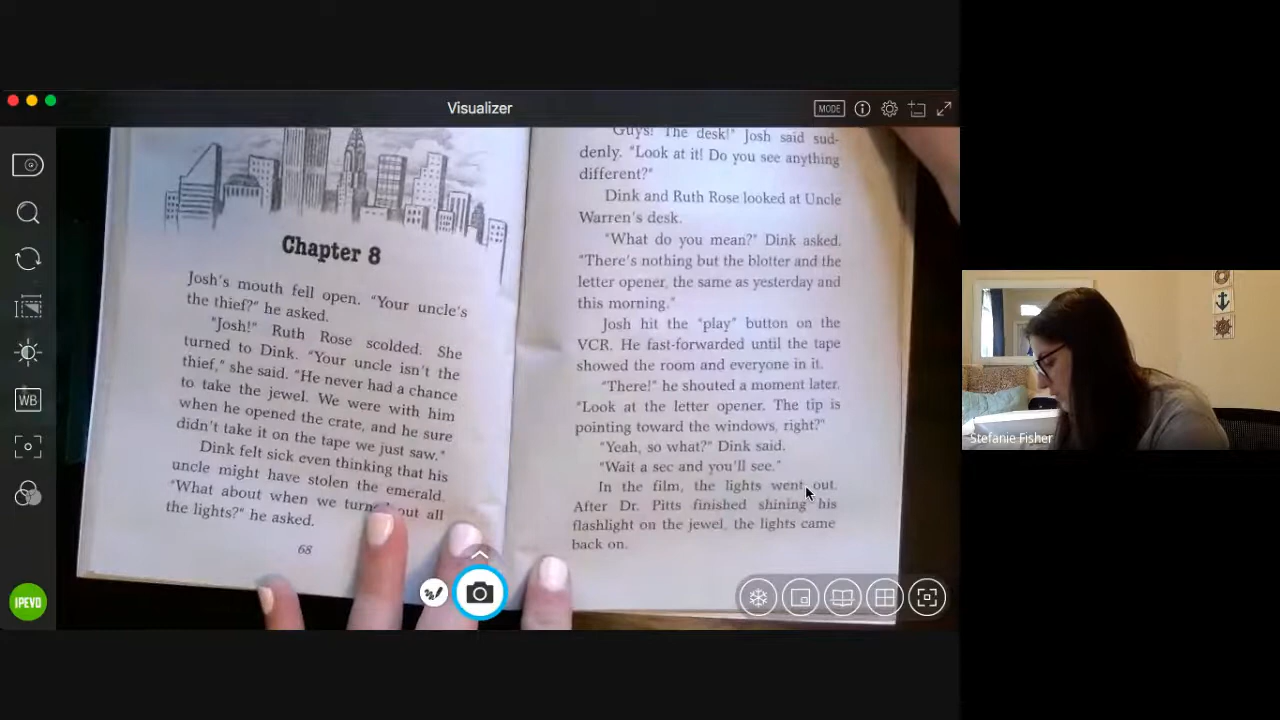 Visualizer
MODE
WB
iPEVO
Chapter 8
Josh's mouth fell open. "Your uncle's
the thief?" he asked.
"Josh!" Ruth Rose scolded. She
turned to Dink. "Your uncle isn't the
thief," she said. "He never had a chance
to take the jewel. We were with him
when he opened the crate, and he sure
didn't take it on the tape we just saw."
Dink felt sick even thinking that his
uncle might have stolen the emerald.
"What about when we turned out all
the lights?" he asked.
68
Guys! The desk!" Josh said sud-
denly. "Look at it! Do you see anything
different?"
Dink and Ruth Rose looked at Uncle
Warren's desk.
"What do you mean?" Dink asked.
"There's nothing but the blotter and the
letter opener, the same as yesterday and
this morning."
Josh hit the "play" button on the
VCR. He fast-forwarded until the tape
showed the room and everyone in it.
"There!" he shouted a moment later.
"Look at the letter opener. The tip is
pointing toward the windows, right?"
"Yeah, so what?" Dink said.
"Wait a sec and you'll see."
In the film, the lights went out.
After Dr. Pitts finished shining his
flashlight on the jewel, the lights came
back on.
Stefanie Fisher